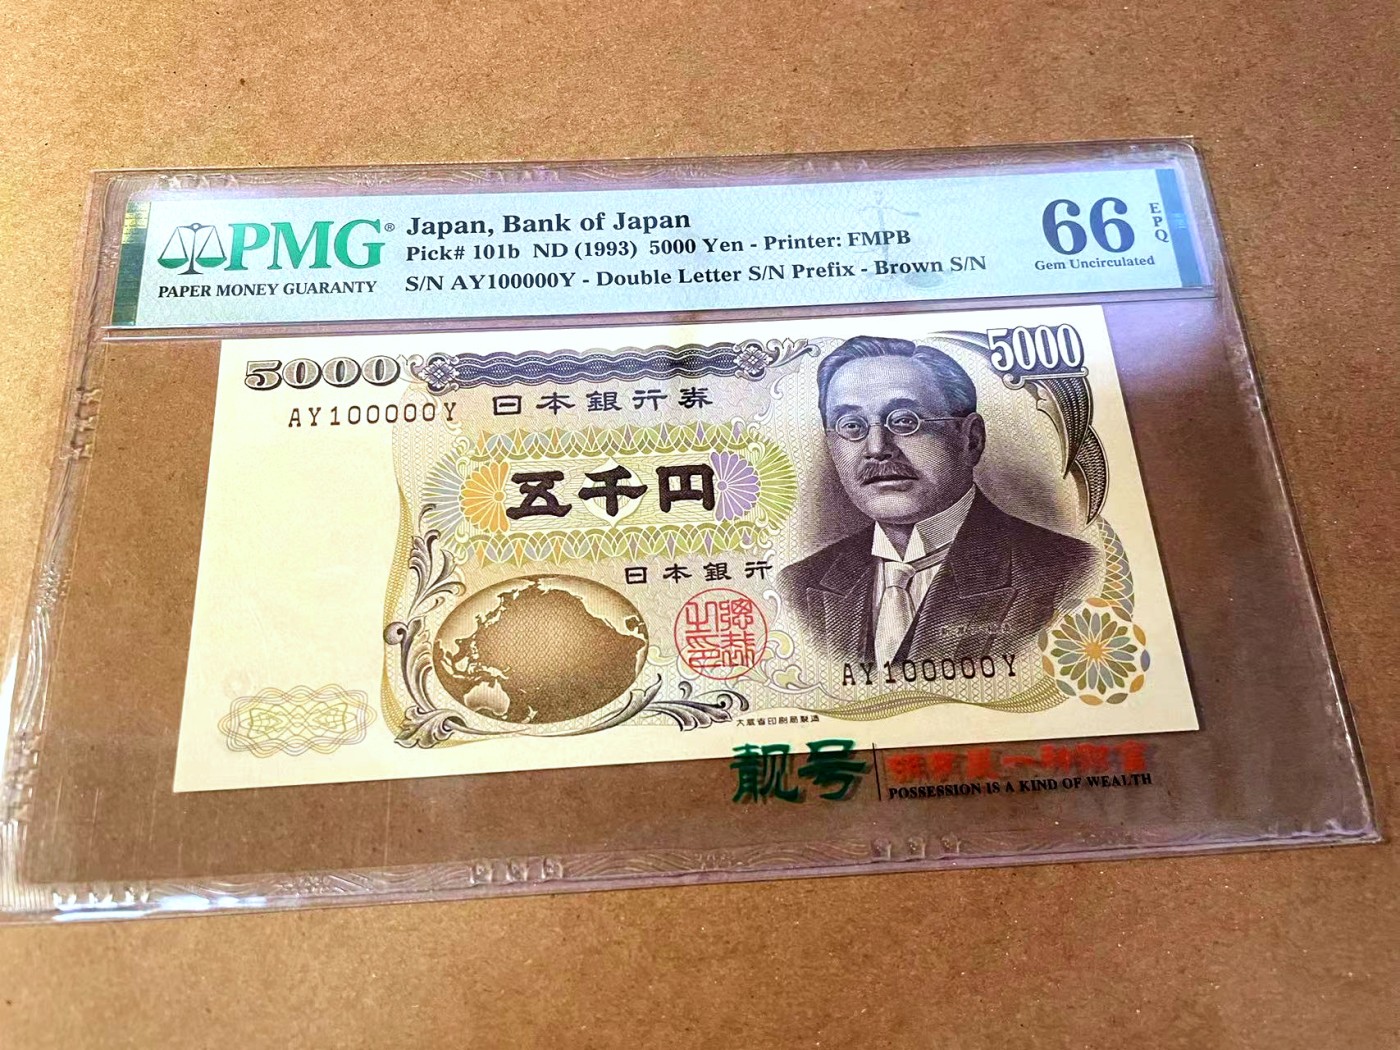 PMG®
PAPER MONEY GUARANTY
Japan, Bank of Japan
Pick# 101b ND (1993) 5000 Yen - Printer: FMPB
S/N AY100000Y - Double Letter S/N Prefix - Brown S/N
66
EPQ
Gem Uncirculated
5000
5000
AY100000Y
日本銀行券
五千円
日本銀行
AY100000Y
大蔵省印刷局製造
靓号
POSSESSION IS A KIND OF WEALTH